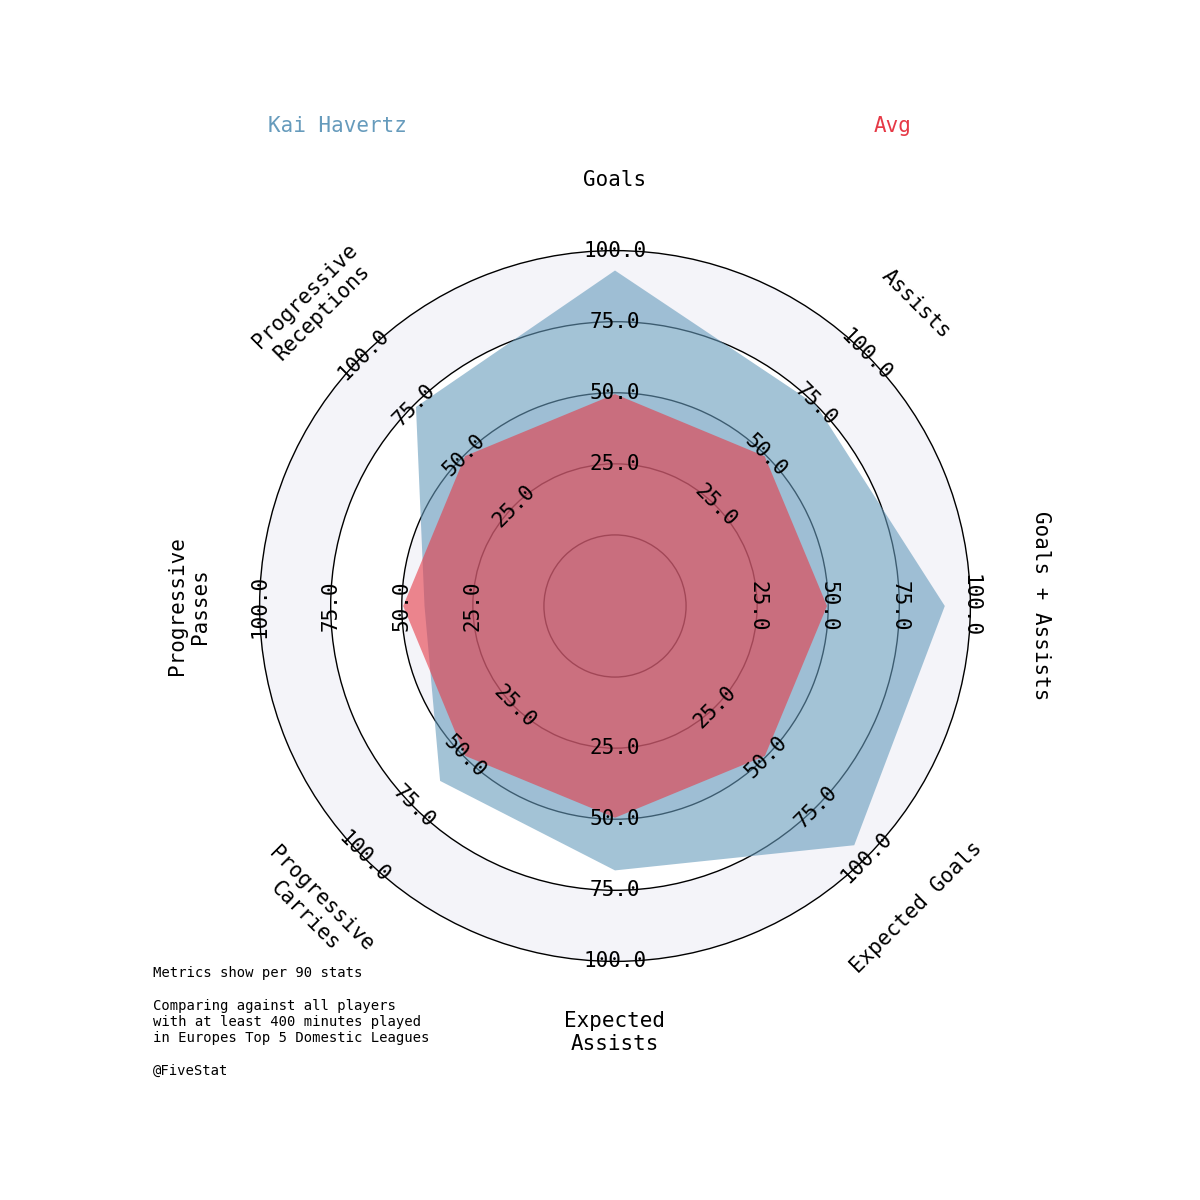 Kai Havertz
Avg
Goals
Assists
Goals + Assists
Expected Goals
Expected
Assists
Progressive
Carries
Progressive
Passes
Progressive
Receptions
25.0
50.0
75.0
100.0
25.0
50.0
75.0
100.0
25.0
50.0
75.0
100.0
25.0
50.0
75.0
100.0
25.0
50.0
75.0
100.0
25.0
50.0
75.0
100.0
25.0
50.0
75.0
100.0
25.0
50.0
75.0
100.0
Metrics show per 90 stats
Comparing against all players
with at least 400 minutes played
in Europes Top 5 Domestic Leagues
@FiveStat